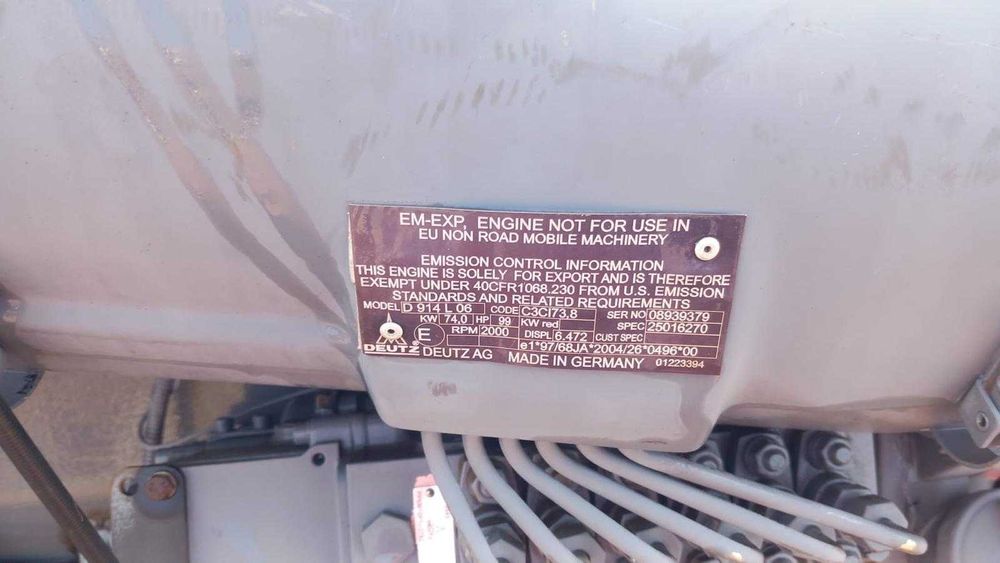 EM-EXP, ENGINE NOT FOR USE IN
EU NON ROAD MOBILE MACHINERY
EMISSION CONTROL INFORMATION
THIS ENGINE IS SOLELY FOR EXPORT AND IS THEREFORE
EXEMPT UNDER 40CFR1068.230 FROM U.S. EMISSION
STANDARDS AND RELATED REQUIREMENTS
MODEL D 914 L 06 CODE C3CI73,8 SER NO 08939379
KW 74,0 HP 99 KW red SPEC 25016270
E RPM 2000 DISPL 6.472 CUST SPEC
e1*97/68JA*2004/26*0496*00
DEUTZ DEUTZ AG MADE IN GERMANY 01223394